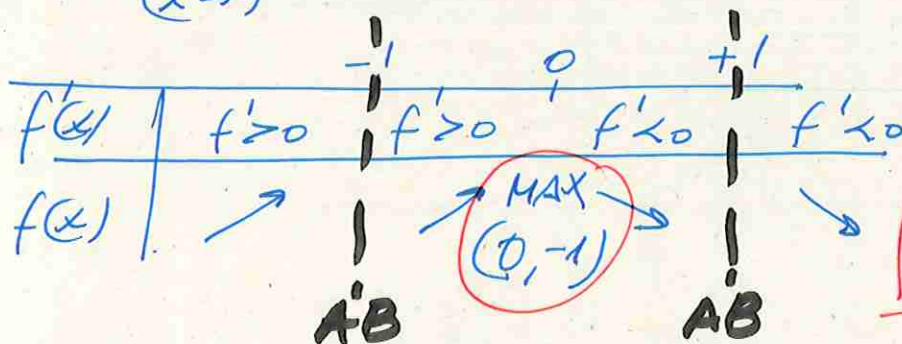 -1 0 +1
f'(x) f'>0 f'>0 f'<0 f'<0
f(x) ↗ ↗ MAX ↘ ↘
(0,-1)
AB AB